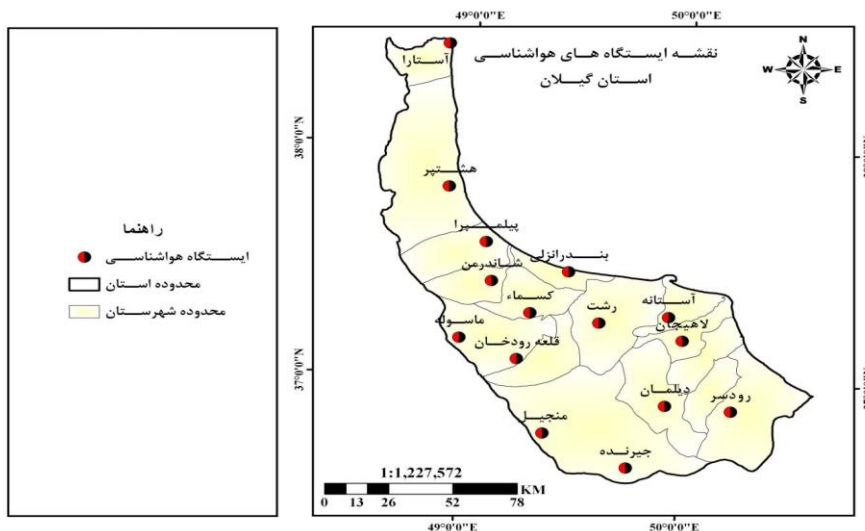 49°0'0"E 50°0'0"E
نقشه ایستگاه های هواشناسی
استان گیلان
N
W E
S
آستارا
38°0'0"N
هشتپر
پیلمبرا
بندرانزلی
شاندرمن
کسماء
رشت
آستانه
لاهیجان
ماسوله
قلعه رودخان
37°0'0"N
دیلمان
رودسر
منجیل
جیرنده
1:1,227,572
KM
0 13 26 52 78
49°0'0"E 50°0'0"E
راهنما
ایستگاه هواشناسی
محدوده استان
محدوده شهرستان